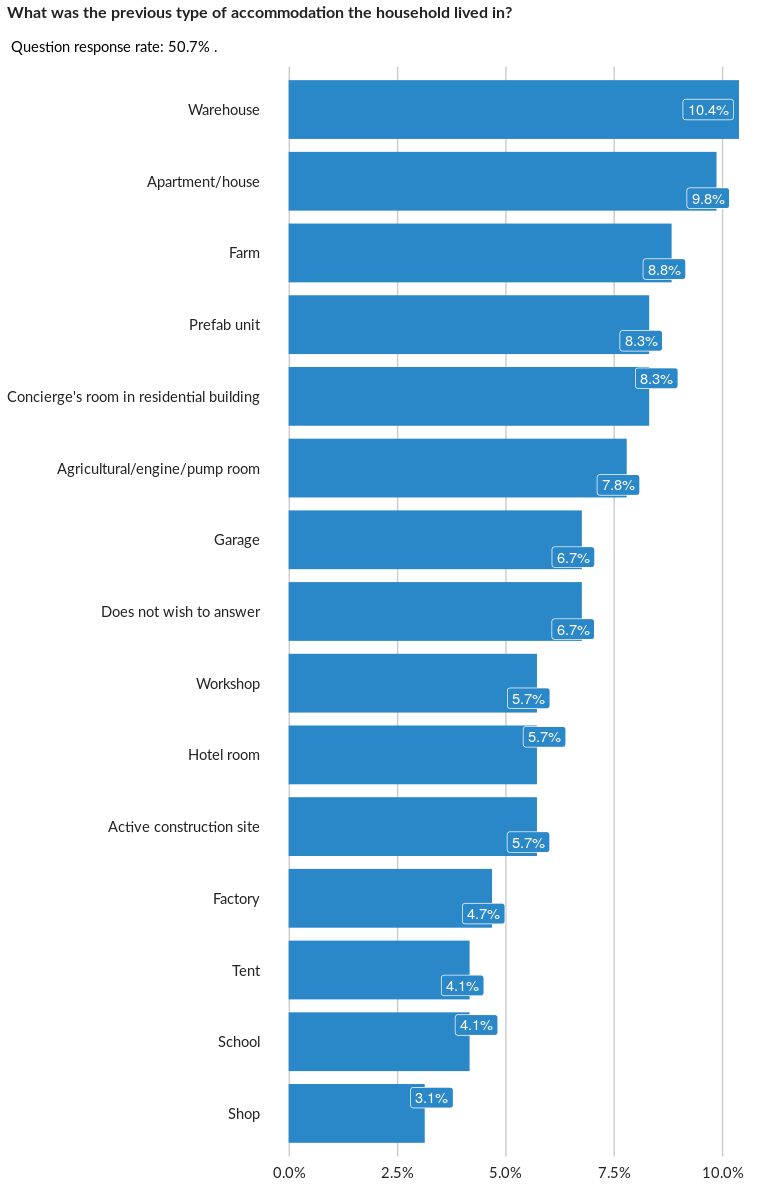 What was the previous type of accommodation the household lived in?
Question response rate: 50.7% .
Warehouse 10.4%
Apartment/house 9.8%
Farm 8.8%
Prefab unit 8.3%
Concierge's room in residential building 8.3%
Agricultural/engine/pump room 7.8%
Garage 6.7%
Does not wish to answer 6.7%
Workshop 5.7%
Hotel room 5.7%
Active construction site 5.7%
Factory 4.7%
Tent 4.1%
School 4.1%
Shop 3.1%
0.0% 2.5% 5.0% 7.5% 10.0%